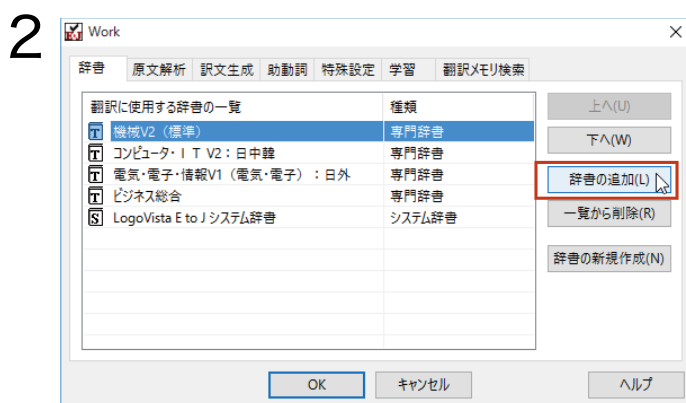 2
Work
辞書 原文解析 訳文生成 助動詞 特殊設定 学習 翻訳メモリ検索
翻訳に使用する辞書の一覧 種類
機械V2（標準） 専門辞書
コンピュータ・ＩＴ V2：日中韓 専門辞書
電気・電子・情報V1（電気・電子）：日外 専門辞書
ビジネス総合 専門辞書
LogoVista E to J システム辞書 システム辞書
上へ(U)
下へ(W)
辞書の追加(L)
一覧から削除(R)
辞書の新規作成(N)
OK キャンセル ヘルプ